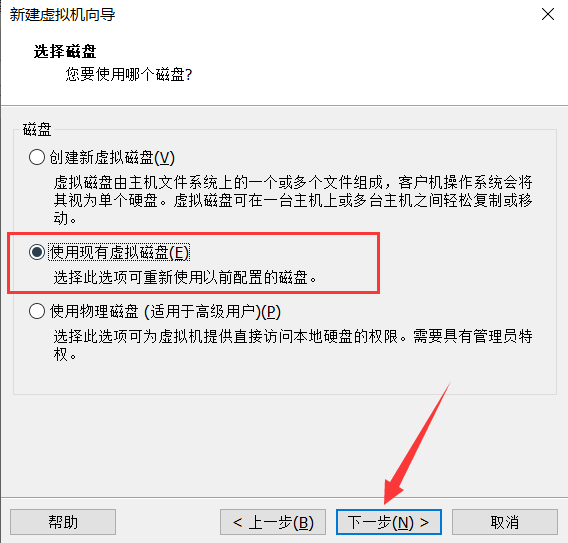 新建虚拟机向导
选择磁盘
您要使用哪个磁盘?
磁盘
创建新虚拟磁盘(V)
虚拟磁盘由主机文件系统上的一个或多个文件组成，客户机操作系统会将
其视为单个硬盘。虚拟磁盘可在一台主机上或多台主机之间轻松复制或移
动。
使用现有虚拟磁盘(E)
选择此选项可重新使用以前配置的磁盘。
使用物理磁盘 (适用于高级用户)(P)
选择此选项可为虚拟机提供直接访问本地硬盘的权限。需要具有管理员特
权。
帮助
< 上一步(B)
下一步(N) >
取消